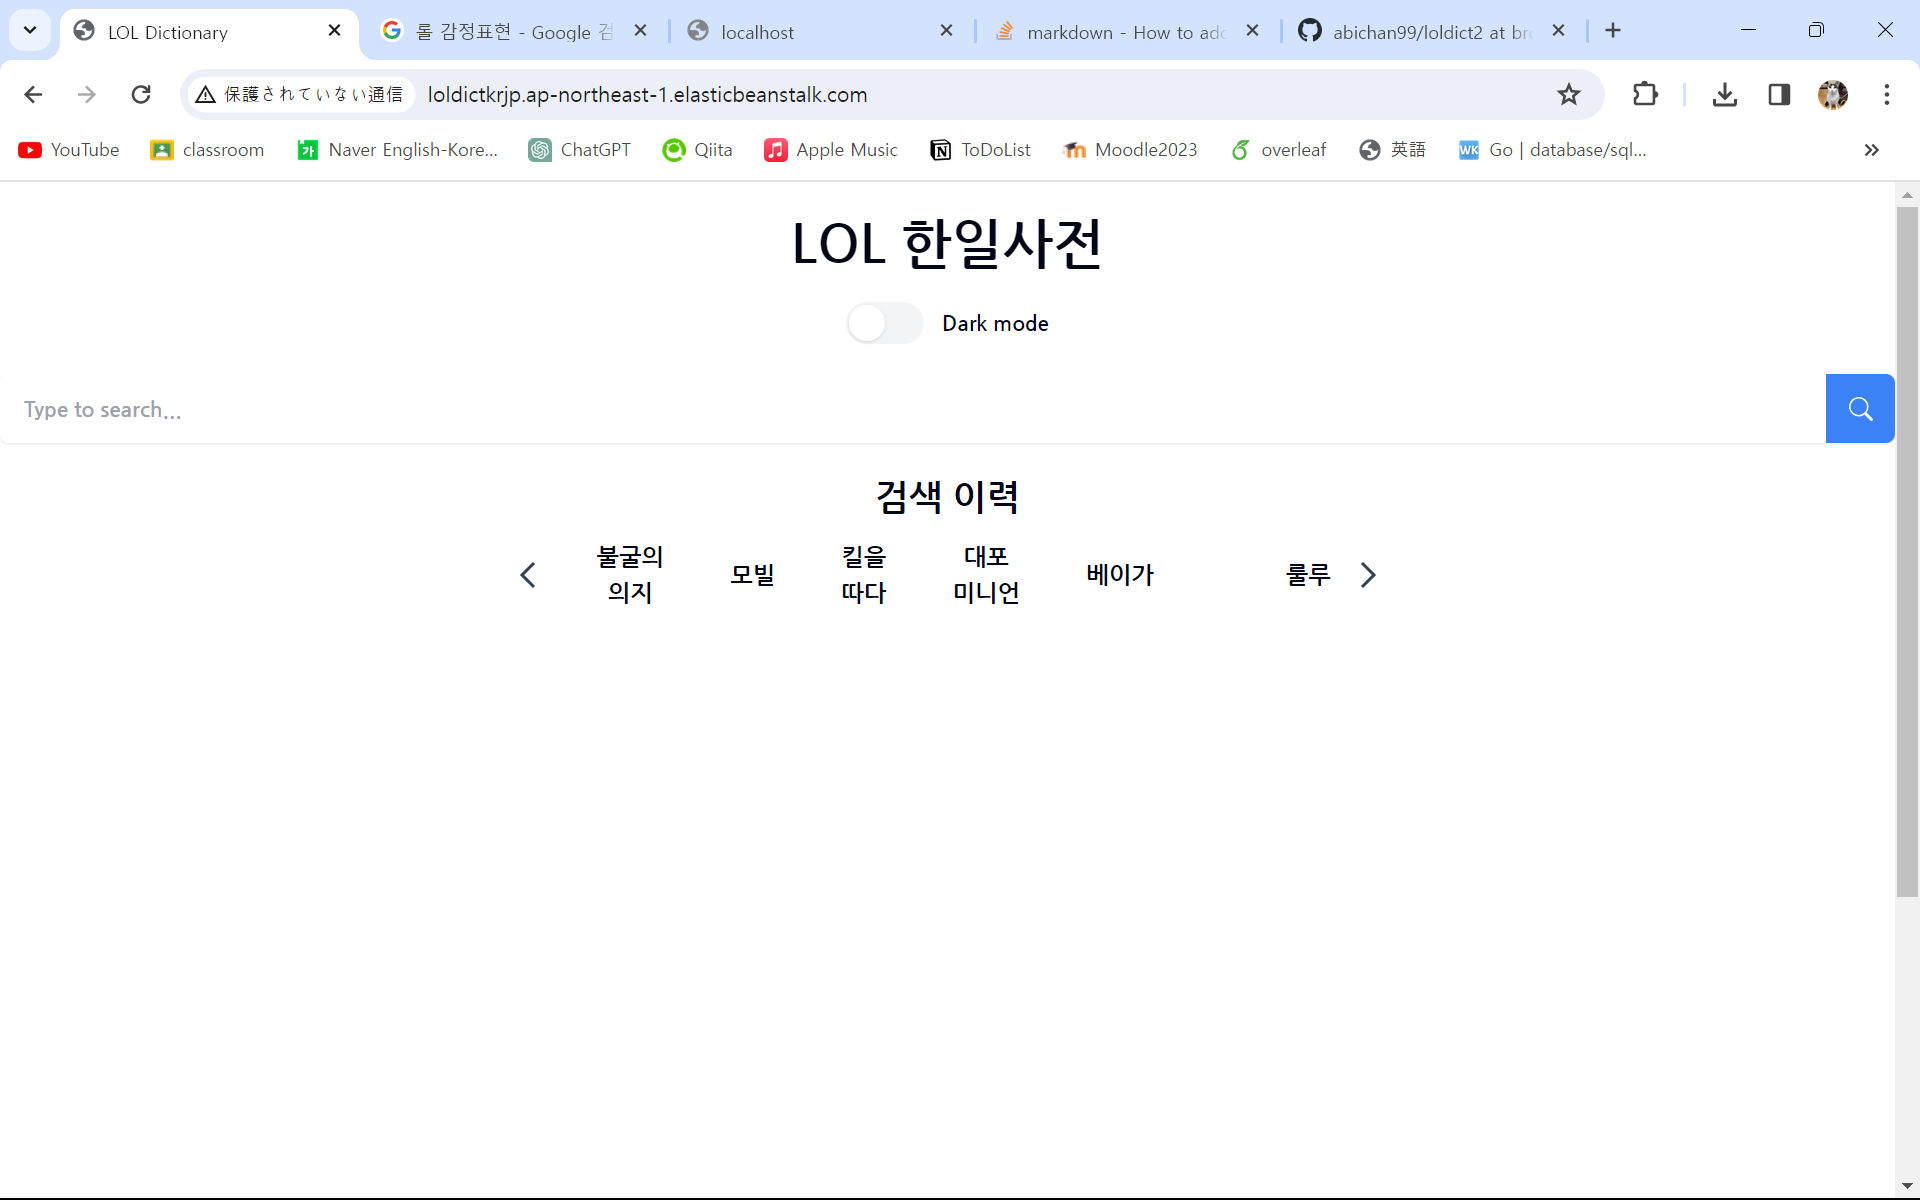 LOL Dictionary
롤 감정표현 - Google 검
localhost
markdown - How to add
abichan99/loldict2 at bra
保護されていない通信
loldictkrjp.ap-northeast-1.elasticbeanstalk.com
YouTube
classroom
Naver English-Kore...
ChatGPT
Qiita
Apple Music
ToDoList
Moodle2023
overleaf
英語
WK
Go | database/sql...
LOL 한일사전
Dark mode
Type to search...
검색 이력
불굴의
의지
모빌
킬을
따다
대포
미니언
베이가
룰루